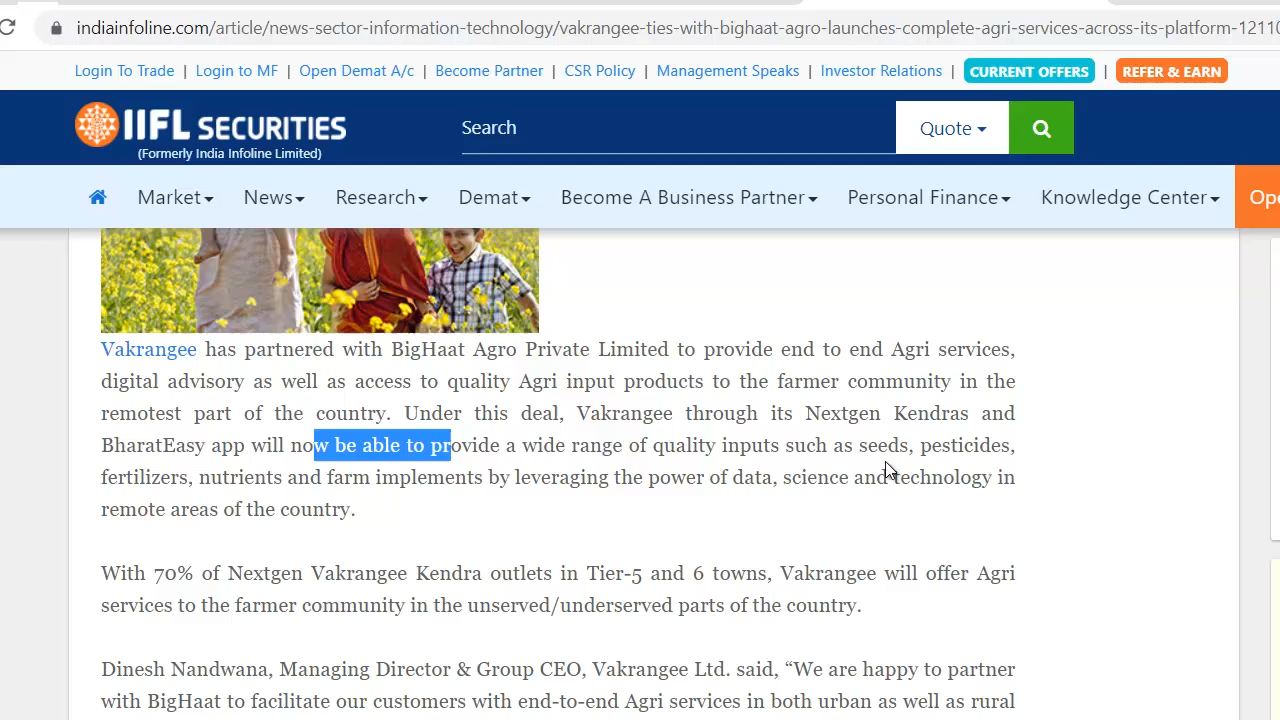 indiainfoline.com/article/news-sector-information-technology/vakrangee-ties-with-bighaat-agro-launches-complete-agri-services-across-its-platform-12110
Login To Trade | Login to MF | Open Demat A/c | Become Partner | CSR Policy | Management Speaks | Investor Relations | CURRENT OFFERS | REFER & EARN
IIFL SECURITIES
(Formerly India Infoline Limited)
Search
Quote
Market News Research Demat Become A Business Partner Personal Finance Knowledge Center Ope
Vakrangee has partnered with BigHaat Agro Private Limited to provide end to end Agri services,
digital advisory as well as access to quality Agri input products to the farmer community in the
remotest part of the country. Under this deal, Vakrangee through its Nextgen Kendras and
BharatEasy app will now be able to provide a wide range of quality inputs such as seeds, pesticides,
fertilizers, nutrients and farm implements by leveraging the power of data, science and technology in
remote areas of the country.
With 70% of Nextgen Vakrangee Kendra outlets in Tier-5 and 6 towns, Vakrangee will offer Agri
services to the farmer community in the unserved/underserved parts of the country.
Dinesh Nandwana, Managing Director & Group CEO, Vakrangee Ltd. said, “We are happy to partner
with BigHaat to facilitate our customers with end-to-end Agri services in both urban as well as rural